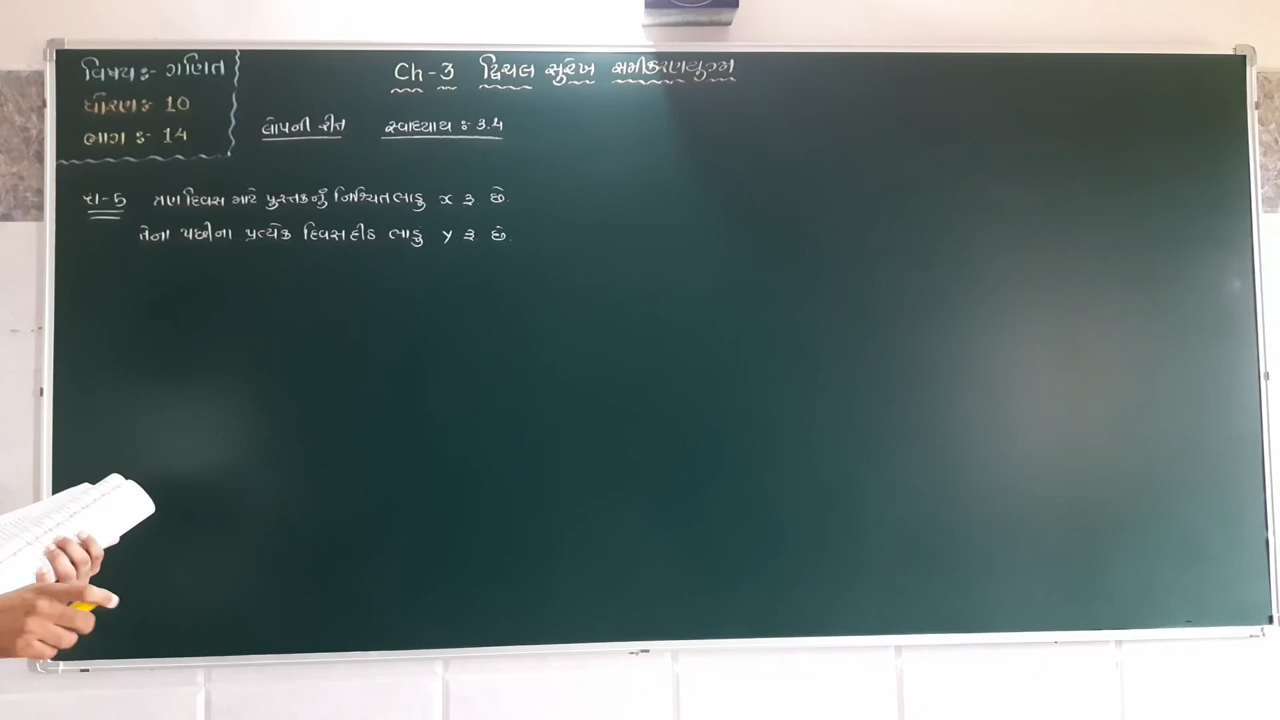 વિષય :- ગણિત
ધોરણ :- 10
ભાગ :- 14
Ch - 3 દ્વિચલ સુરેખ સમીકરણયુગ્મ
લોપની રીત સ્વાધ્યાય :- 3.4
રા-5 ત્રણ દિવસ માટે પુસ્તકનું નિશ્ચિત ભાડું x રૂ છે.
તેના પછીના પ્રત્યેક દિવસ દીઠ ભાડું y રૂ છે.